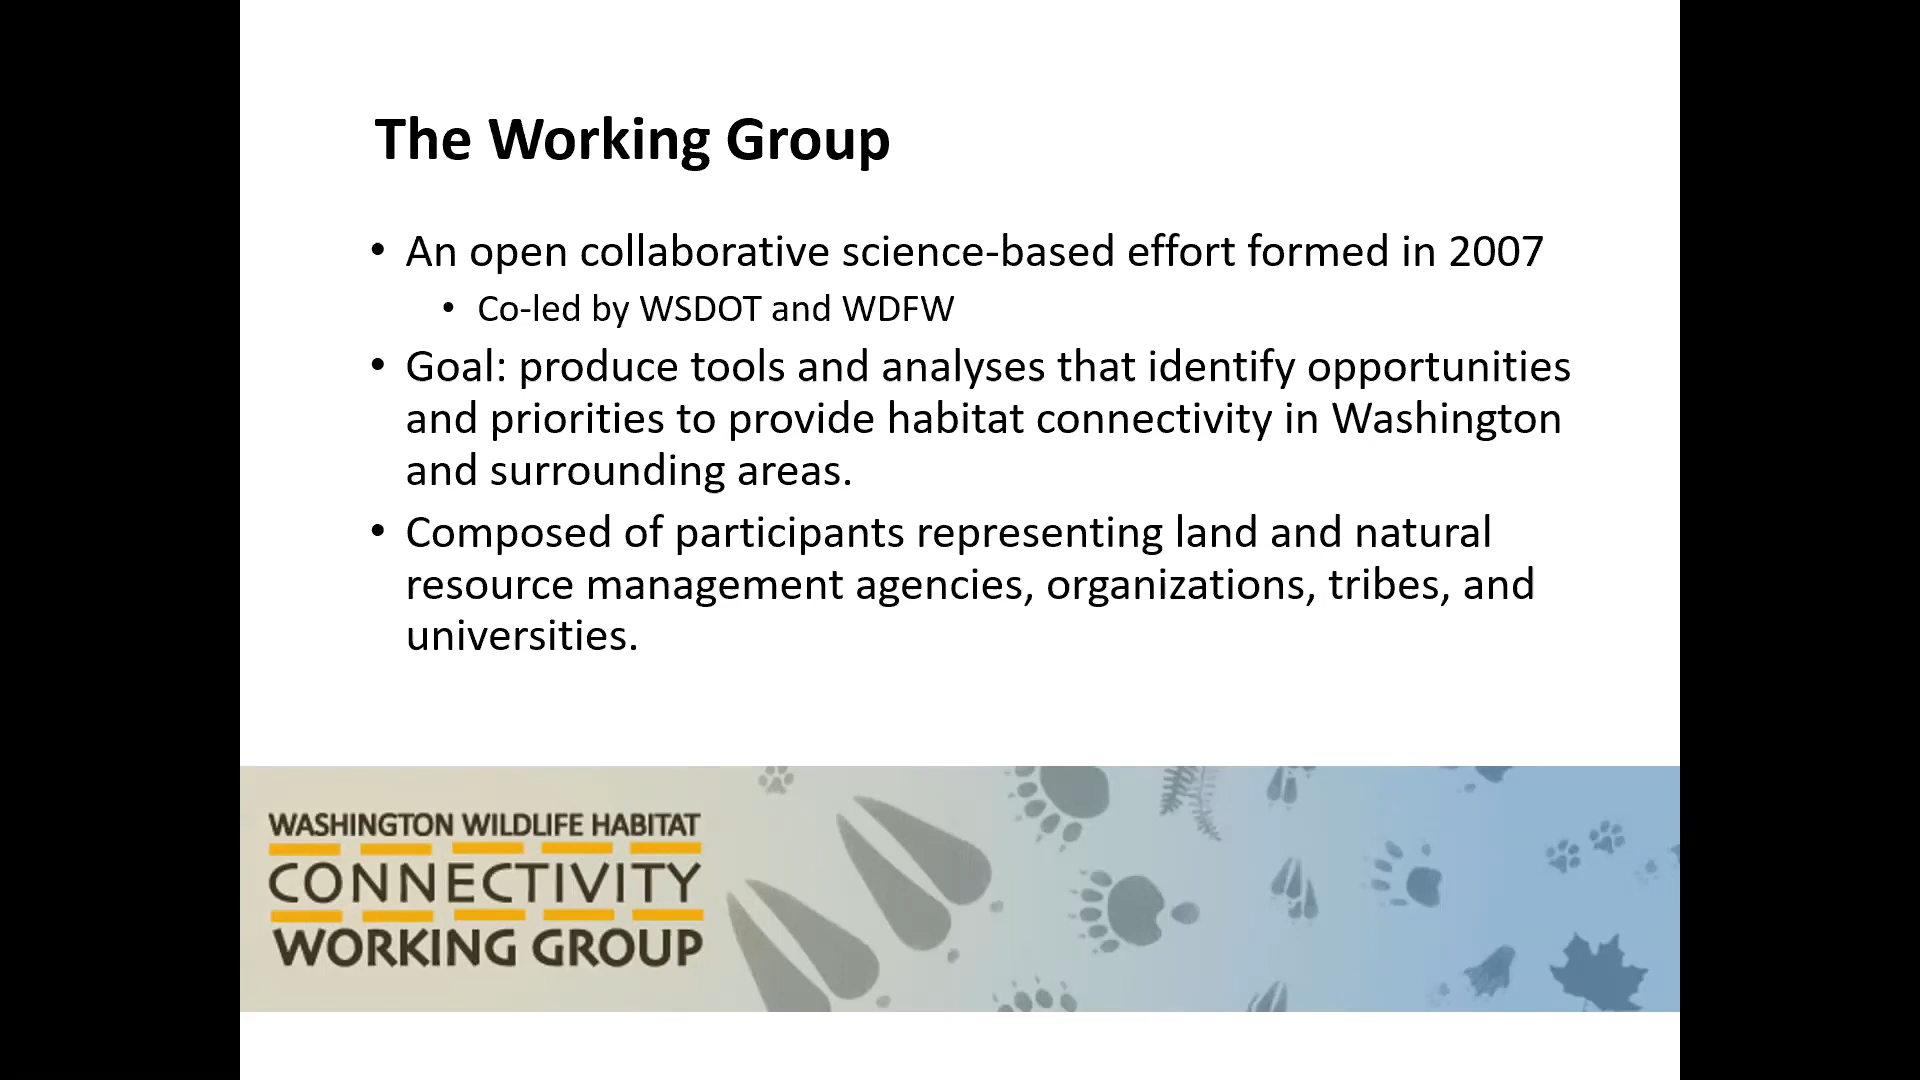 The Working Group
• An open collaborative science-based effort formed in 2007
• Co-led by WSDOT and WDFW
• Goal: produce tools and analyses that identify opportunities
and priorities to provide habitat connectivity in Washington
and surrounding areas.
• Composed of participants representing land and natural
resource management agencies, organizations, tribes, and
universities.
WASHINGTON WILDLIFE HABITAT
CONNECTIVITY
WORKING GROUP